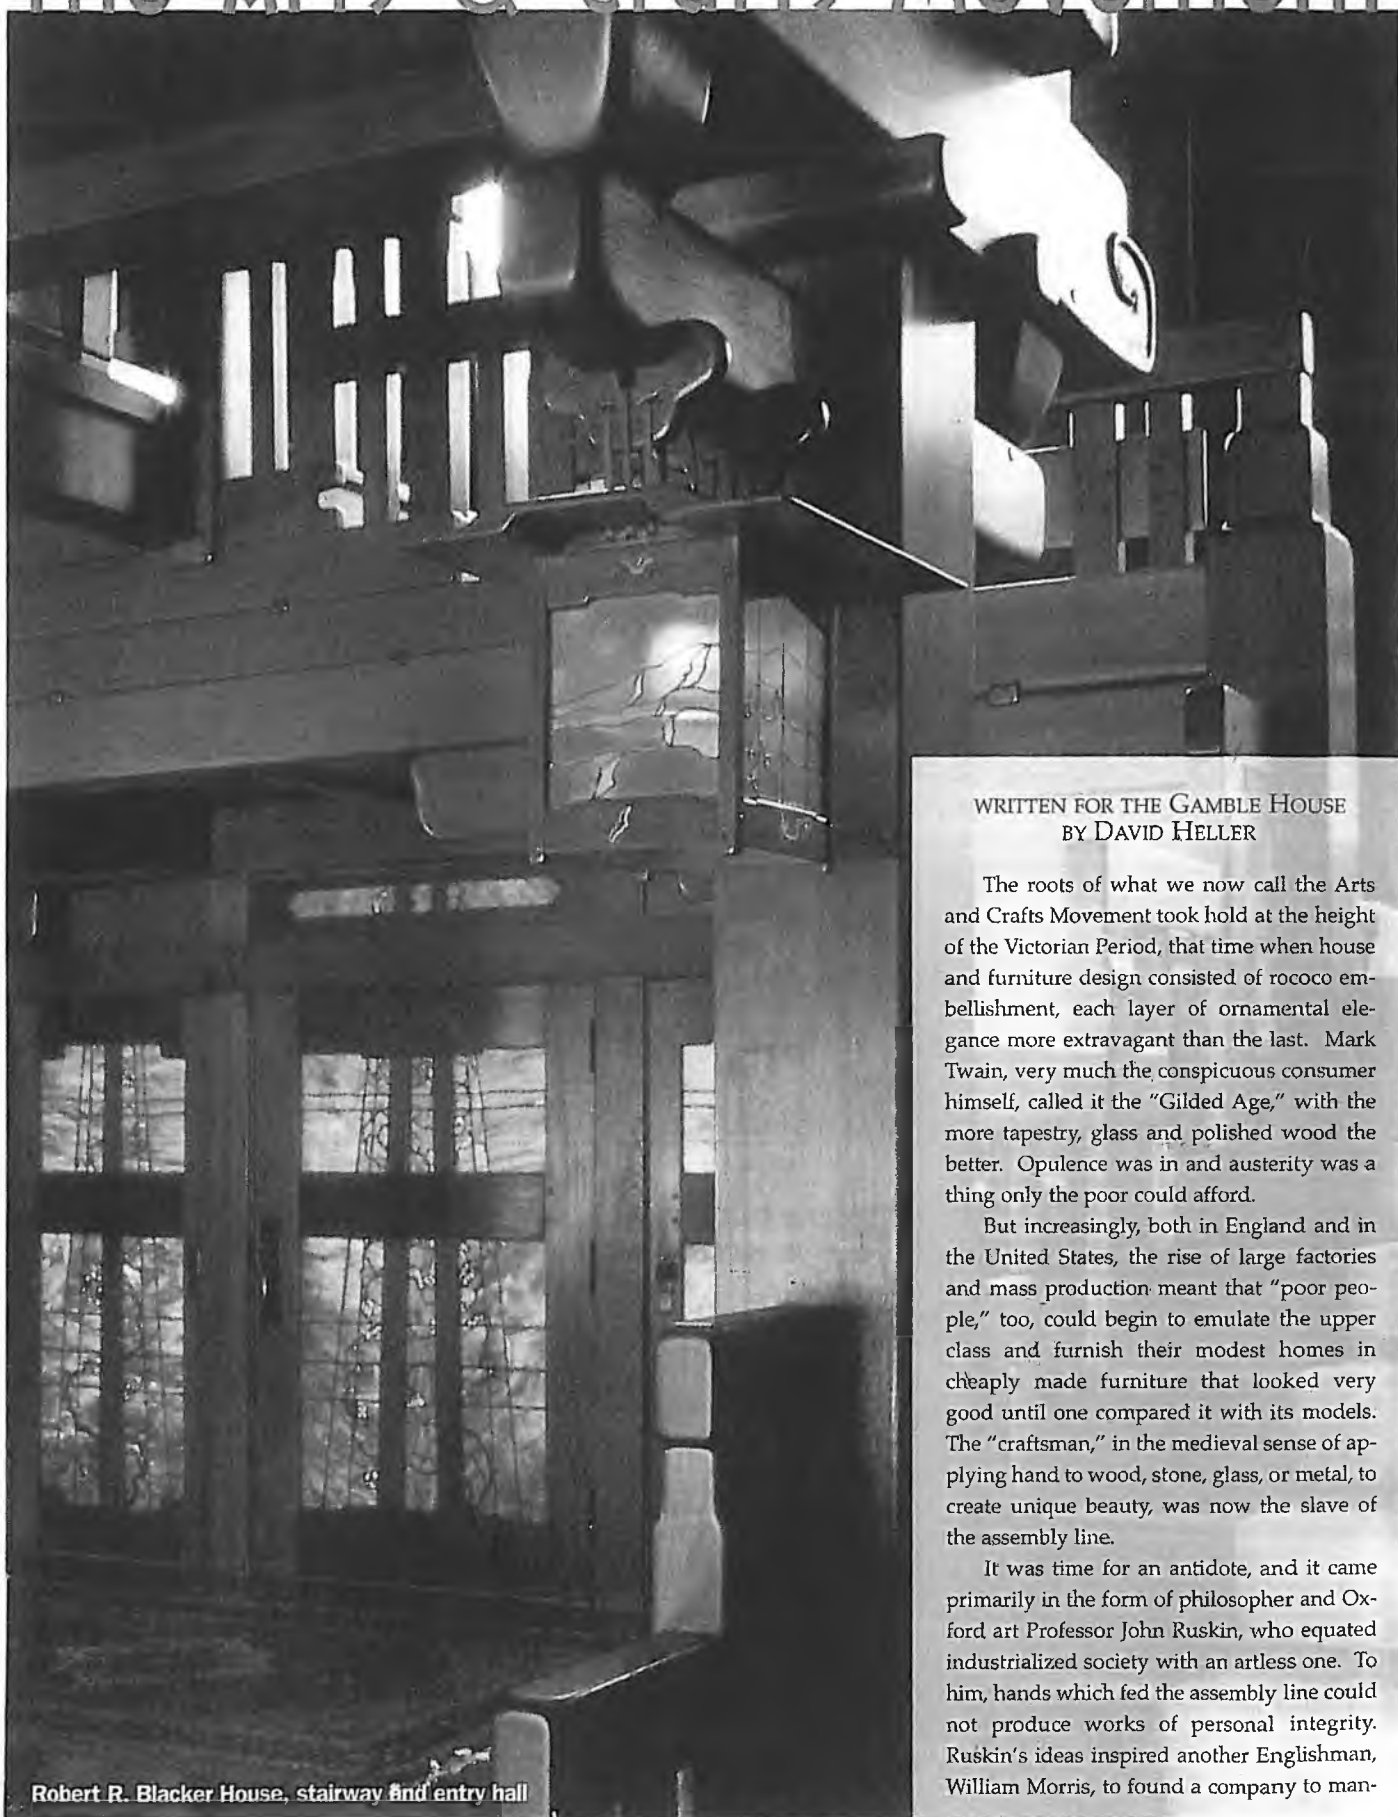 The Arts & Crafts Movement
WRITTEN FOR THE GAMBLE HOUSE
BY DAVID HELLER
The roots of what we now call the Arts
and Crafts Movement took hold at the height
of the Victorian Period, that time when house
and furniture design consisted of rococo em-
bellishment, each layer of ornamental ele-
gance more extravagant than the last. Mark
Twain, very much the conspicuous consumer
himself, called it the "Gilded Age," with the
more tapestry, glass and polished wood the
better. Opulence was in and austerity was a
thing only the poor could afford.
But increasingly, both in England and in
the United States, the rise of large factories
and mass production meant that "poor peo-
ple," too, could begin to emulate the upper
class and furnish their modest homes in
cheaply made furniture that looked very
good until one compared it with its models.
The "craftsman," in the medieval sense of ap-
plying hand to wood, stone, glass, or metal, to
create unique beauty, was now the slave of
the assembly line.
It was time for an antidote, and it came
primarily in the form of philosopher and Ox-
ford art Professor John Ruskin, who equated
industrialized society with an artless one. To
him, hands which fed the assembly line could
not produce works of personal integrity.
Ruskin's ideas inspired another Englishman,
William Morris, to found a company to man-
Robert R. Blacker House, stairway and entry hall